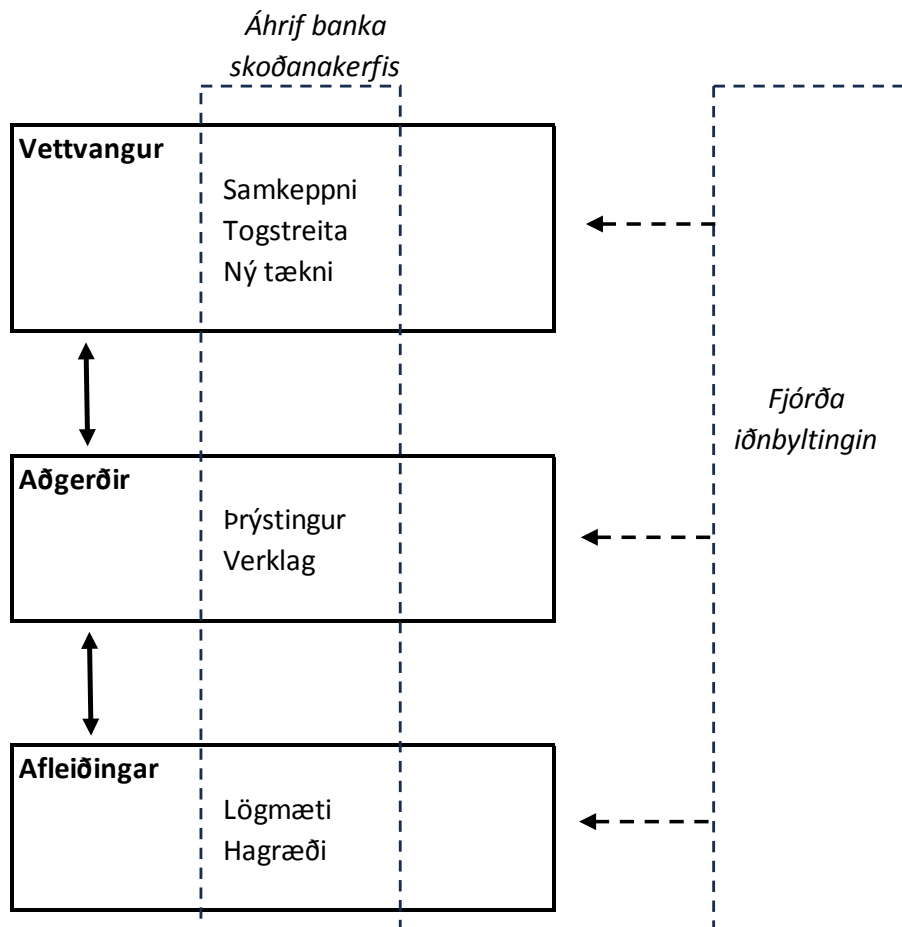 Áhrif banka
skoðanakerfis
Vettvangur
Samkeppni
Togstreita
Ný tækni
Fjórða
iðnbyltingin
Aðgerðir
Þrýstingur
Verklag
Afleiðingar
Lögmæti
Hagræði